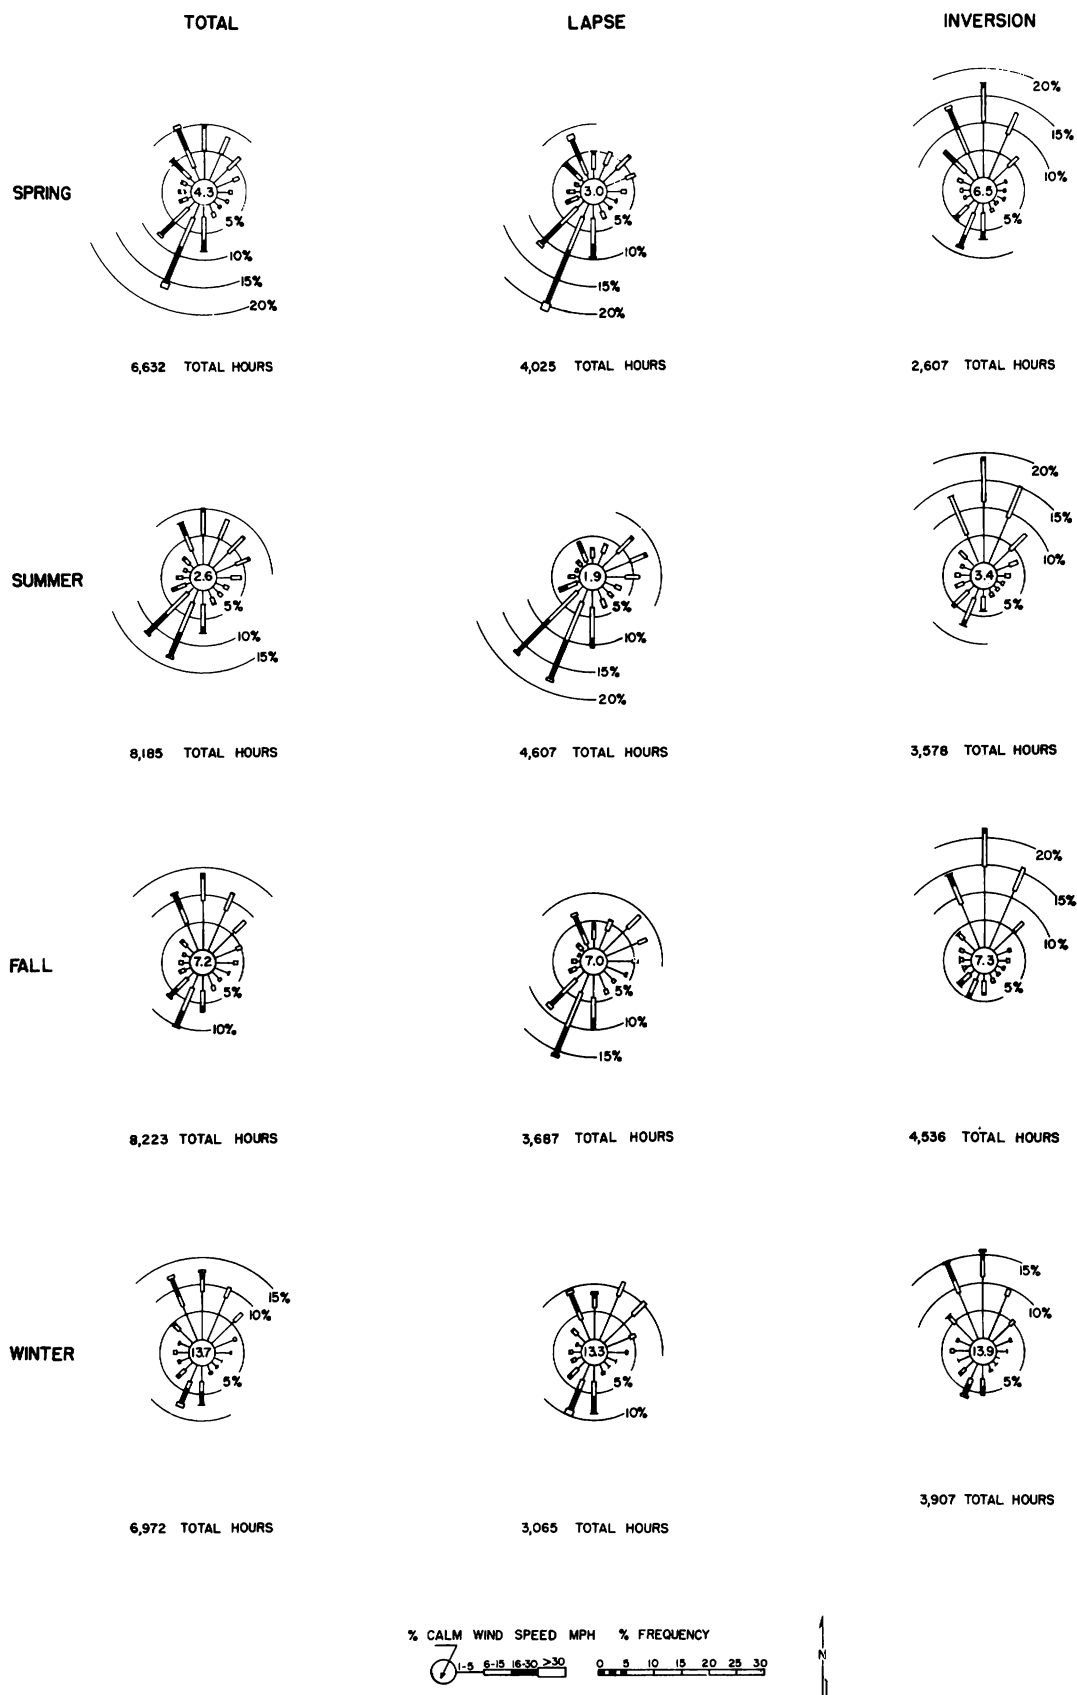 TOTAL LAPSE INVERSION
SPRING
4.3 5% 10% 15% 20%
3.0 5% 10% 15% 20%
6.5 5% 10% 15% 20%
6,632 TOTAL HOURS 4,025 TOTAL HOURS 2,607 TOTAL HOURS
SUMMER
2.6 5% 10% 15%
1.9 5% 10% 15% 20%
3.4 5% 10% 15% 20%
8,185 TOTAL HOURS 4,607 TOTAL HOURS 3,578 TOTAL HOURS
FALL
7.2 5% 10%
7.0 5% 10% 15%
7.3 5% 10% 15% 20%
8,223 TOTAL HOURS 3,687 TOTAL HOURS 4,536 TOTAL HOURS
WINTER
13.7 5% 10% 15%
13.3 5% 10%
13.9 5% 10% 15%
6,972 TOTAL HOURS 3,065 TOTAL HOURS 3,907 TOTAL HOURS
% CALM WIND SPEED MPH % FREQUENCY
1-5 6-15 16-30 >30 0 5 10 15 20 25 30
N